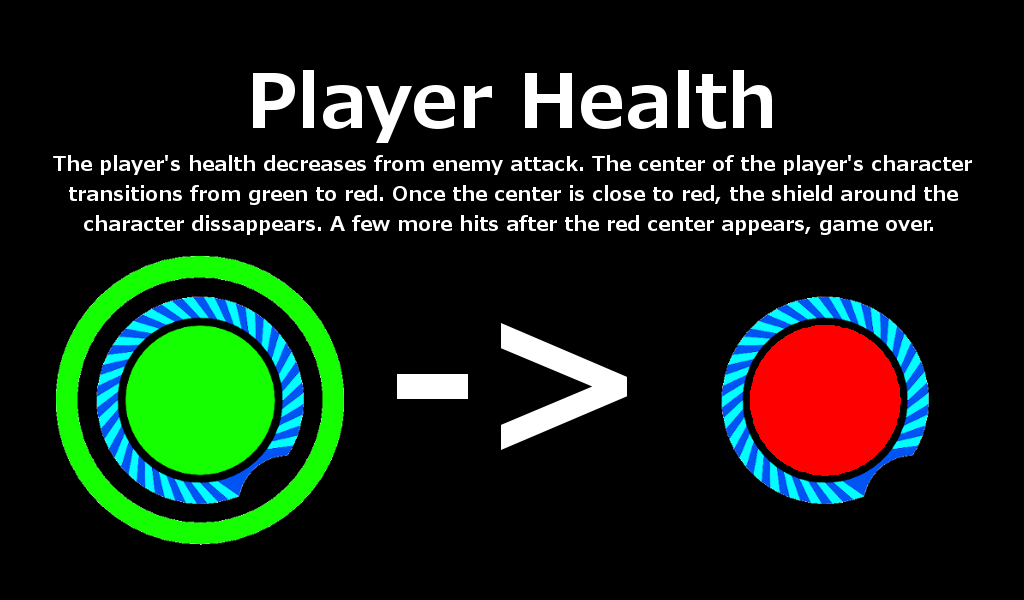 Player Health
The player's health decreases from enemy attack. The center of the player's character
transitions from green to red. Once the center is close to red, the shield around the
character dissappears. A few more hits after the red center appears, game over.
->